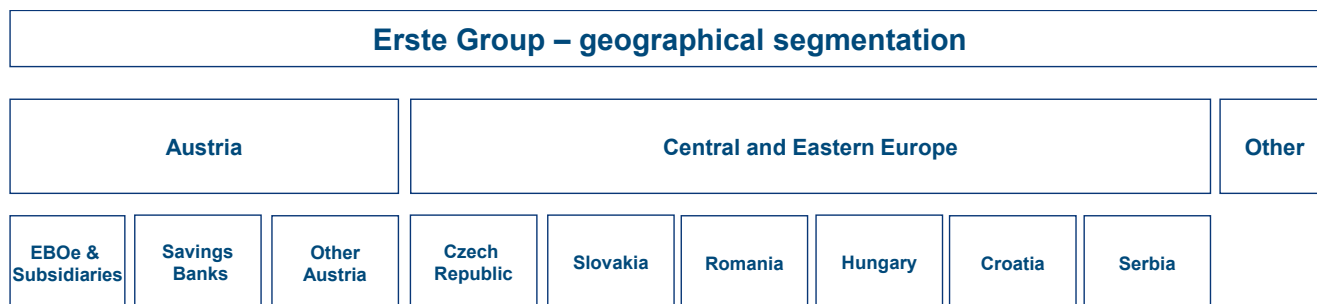 Erste Group – geographical segmentation
Austria
Central and Eastern Europe
Other
EBOe &
Subsidiaries
Savings
Banks
Other
Austria
Czech
Republic
Slovakia
Romania
Hungary
Croatia
Serbia